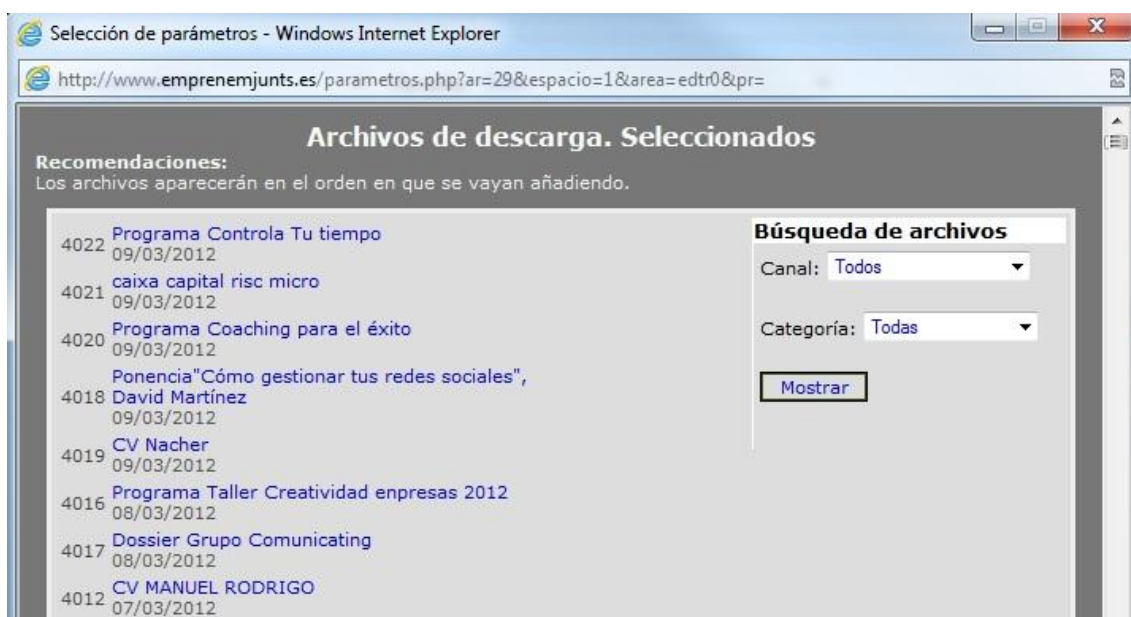 Selección de parámetros - Windows Internet Explorer
http://www.emprenemjunts.es/parametros.php?ar=29&espacio=1&area=edtr0&pr=
Archivos de descarga. Seleccionados
Recomendaciones:
Los archivos aparecerán en el orden en que se vayan añadiendo.
4022 Programa Controla Tu tiempo
09/03/2012
4021 caixa capital risc micro
09/03/2012
4020 Programa Coaching para el éxito
09/03/2012
Ponencia"Cómo gestionar tus redes sociales",
4018 David Martínez
09/03/2012
4019 CV Nacher
09/03/2012
4016 Programa Taller Creatividad enpresas 2012
08/03/2012
4017 Dossier Grupo Comunicating
08/03/2012
4012 CV MANUEL RODRIGO
07/03/2012
Búsqueda de archivos
Canal: Todos
Categoría: Todas
Mostrar